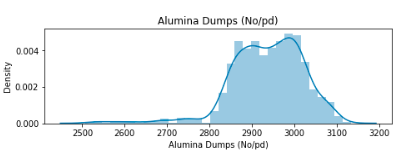 Alumina Dumps (No/pd)
0.004
0.002
0.000
Density
2500 2600 2700 2800 2900 3000 3100 3200
Alumina Dumps (No/pd)